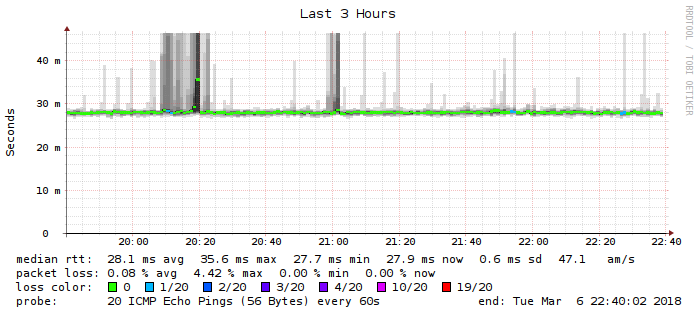 Last 3 Hours
RRDTOOL / TOBI OETIKER
Seconds
40 m
30 m
20 m
10 m
0
20:00 20:20 20:40 21:00 21:20 21:40 22:00 22:20 22:40
median rtt: 28.1 ms avg 35.6 ms max 27.7 ms min 27.9 ms now 0.6 ms sd 47.1 am/s
packet loss: 0.08 % avg 4.42 % max 0.00 % min 0.00 % now
loss color: 0 1/20 2/20 3/20 4/20 10/20 19/20
probe: 20 ICMP Echo Pings (56 Bytes) every 60s end: Tue Mar 6 22:40:02 2018